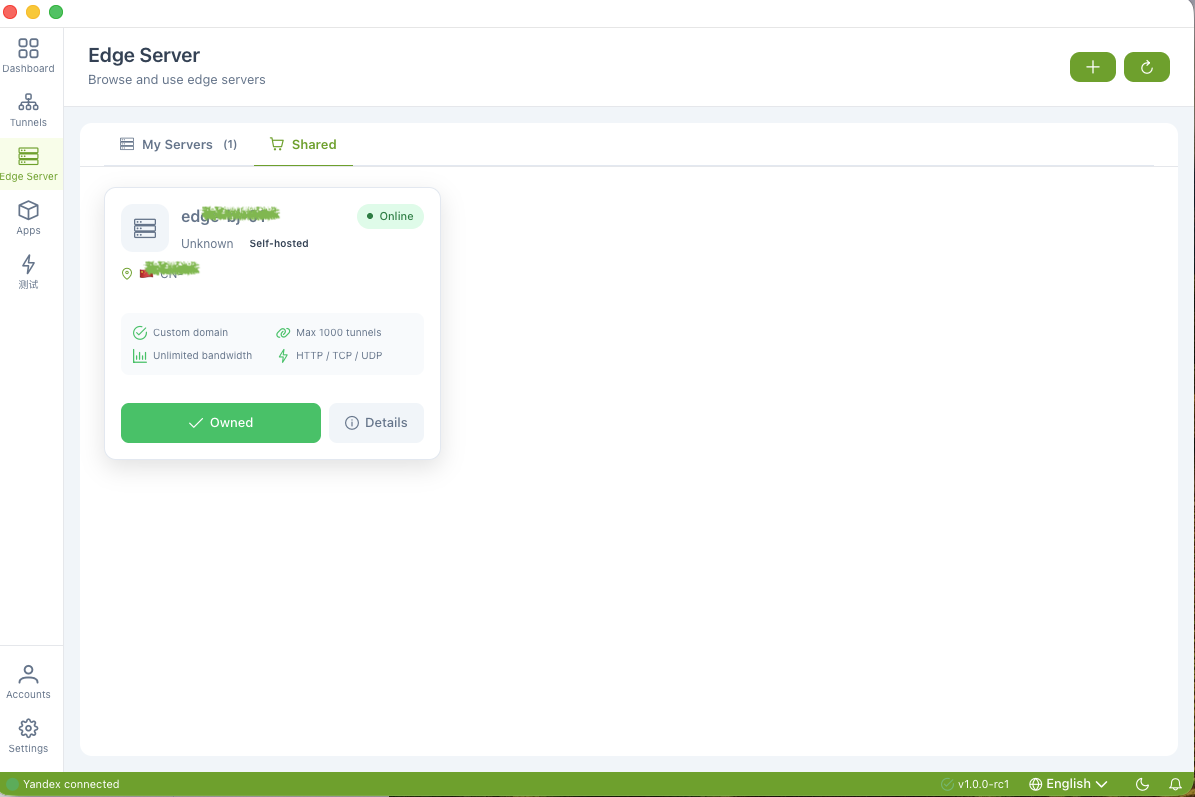 Dashboard
Tunnels
Edge Server
Apps
测试
Accounts
Settings
Edge Server
Browse and use edge servers
My Servers (1)
Shared
Online
Unknown Self-hosted
Custom domain
Max 1000 tunnels
Unlimited bandwidth
HTTP / TCP / UDP
Owned
Details
Yandex connected
v1.0.0-rc1
English